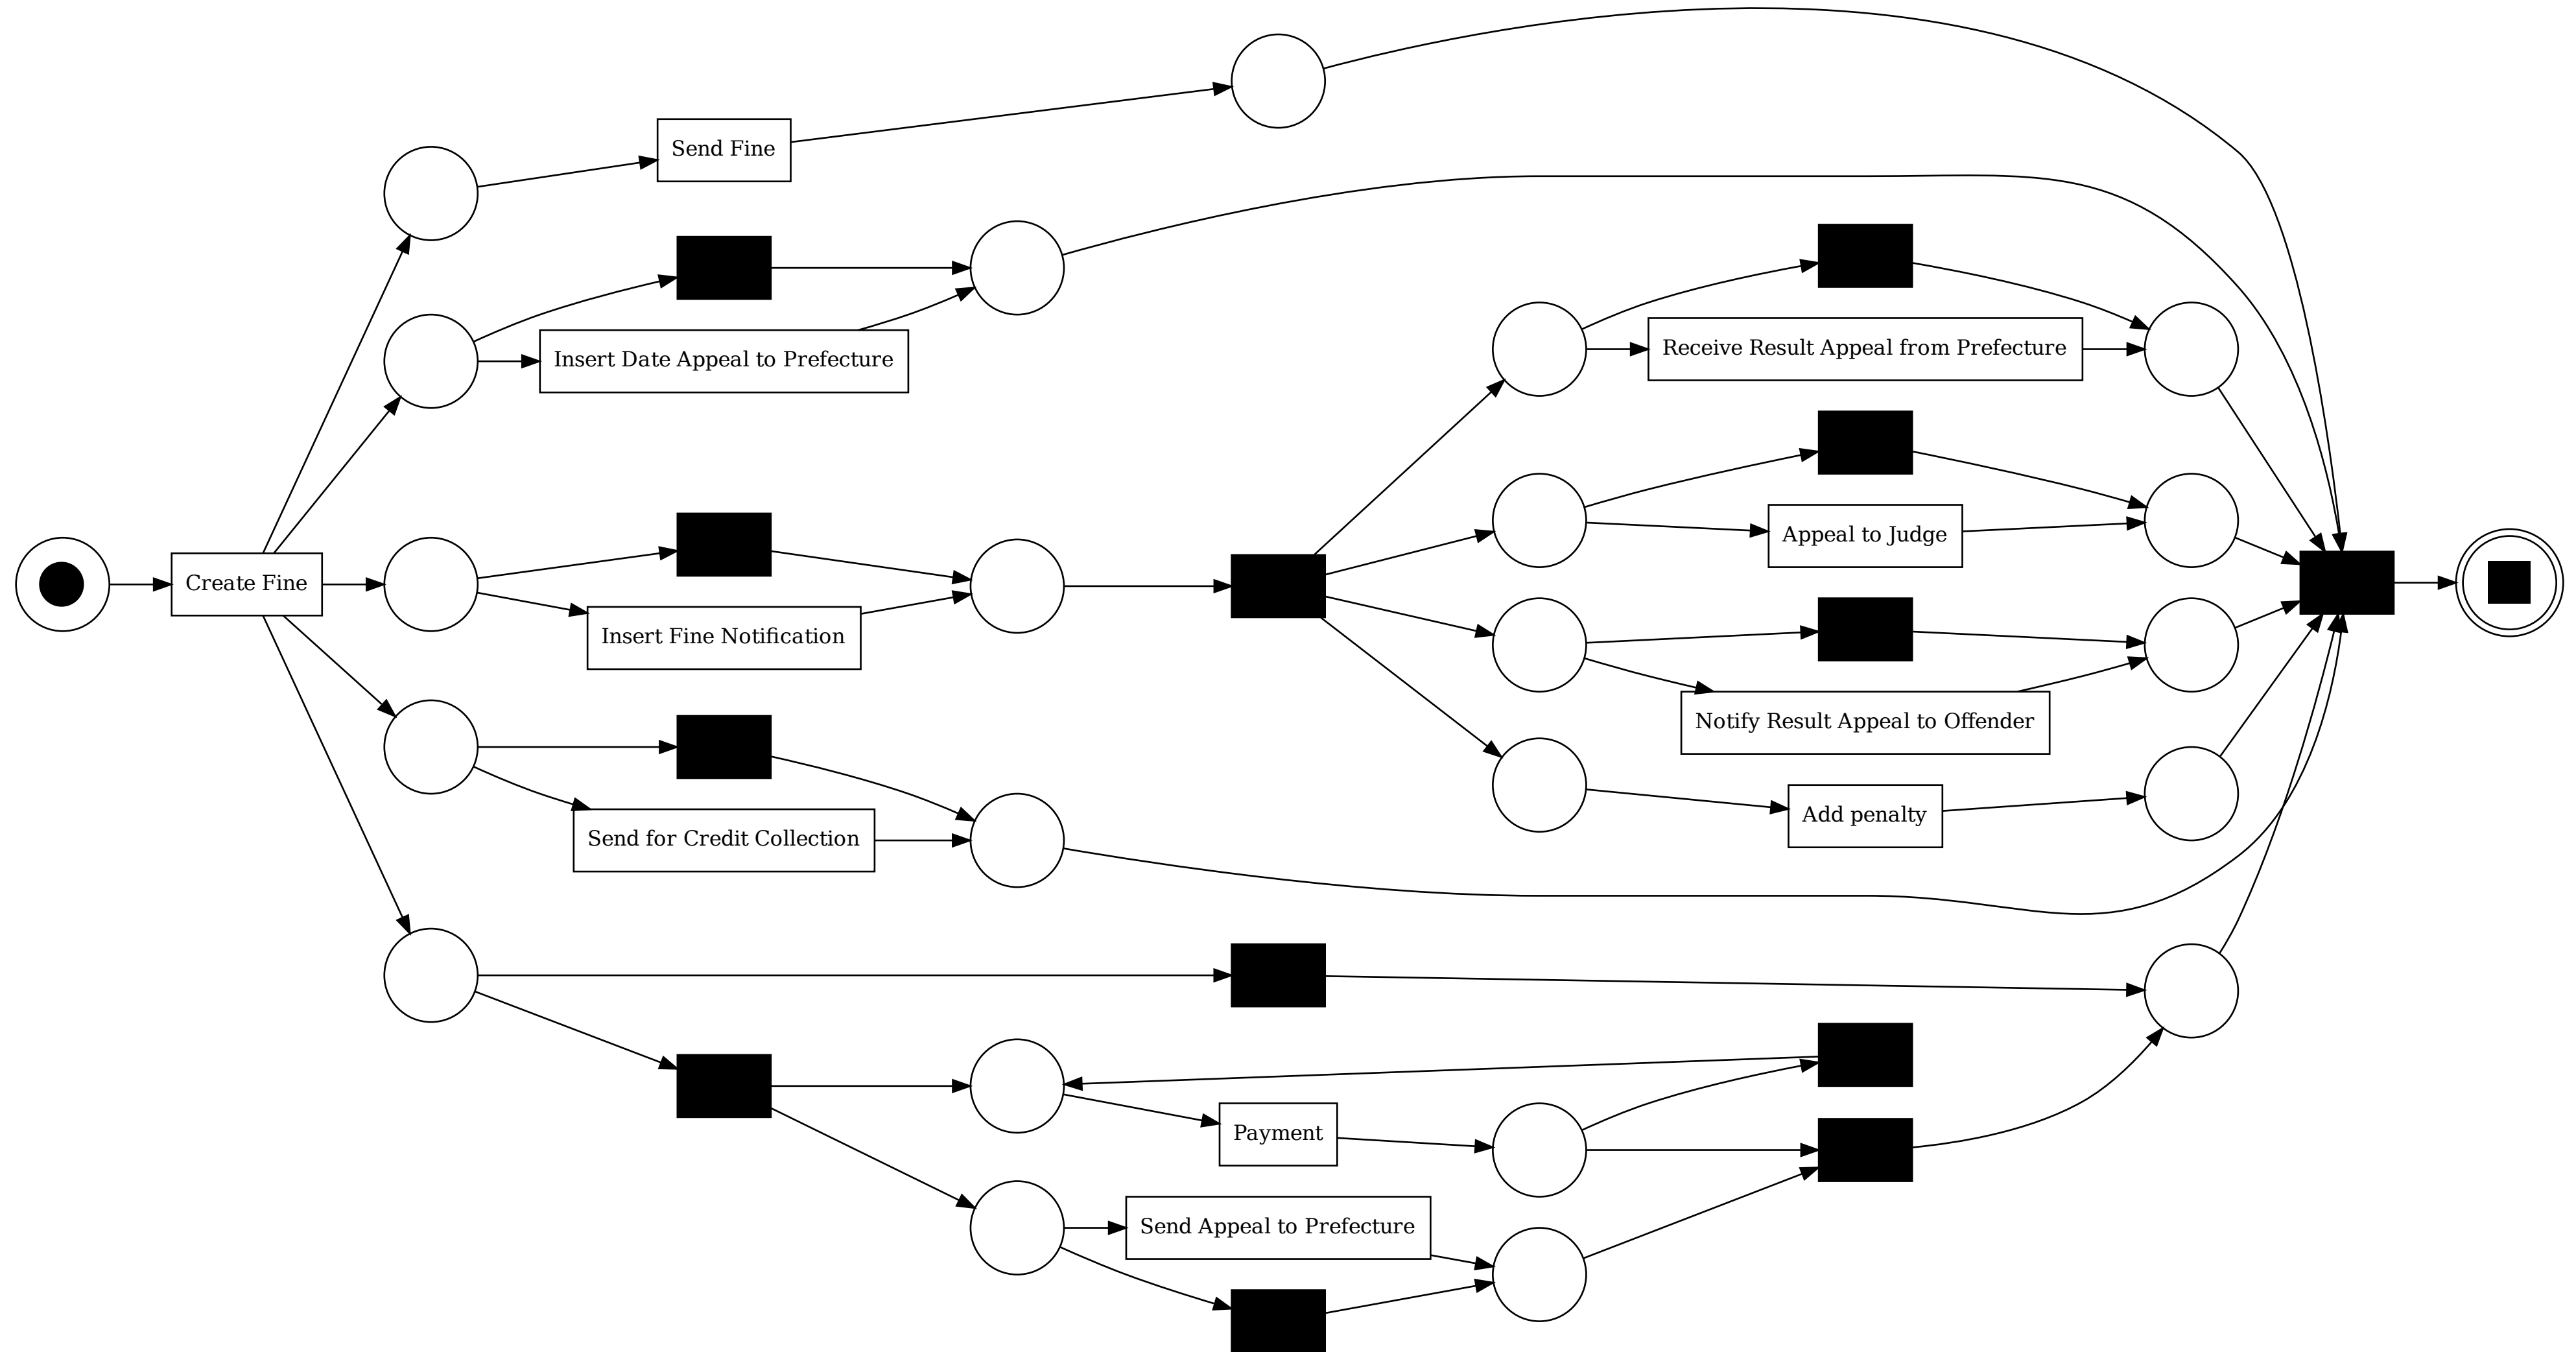 Send Fine
Insert Date Appeal to Prefecture
Receive Result Appeal from Prefecture
Appeal to Judge
Create Fine
Insert Fine Notification
Notify Result Appeal to Offender
Add penalty
Send for Credit Collection
Payment
Send Appeal to Prefecture